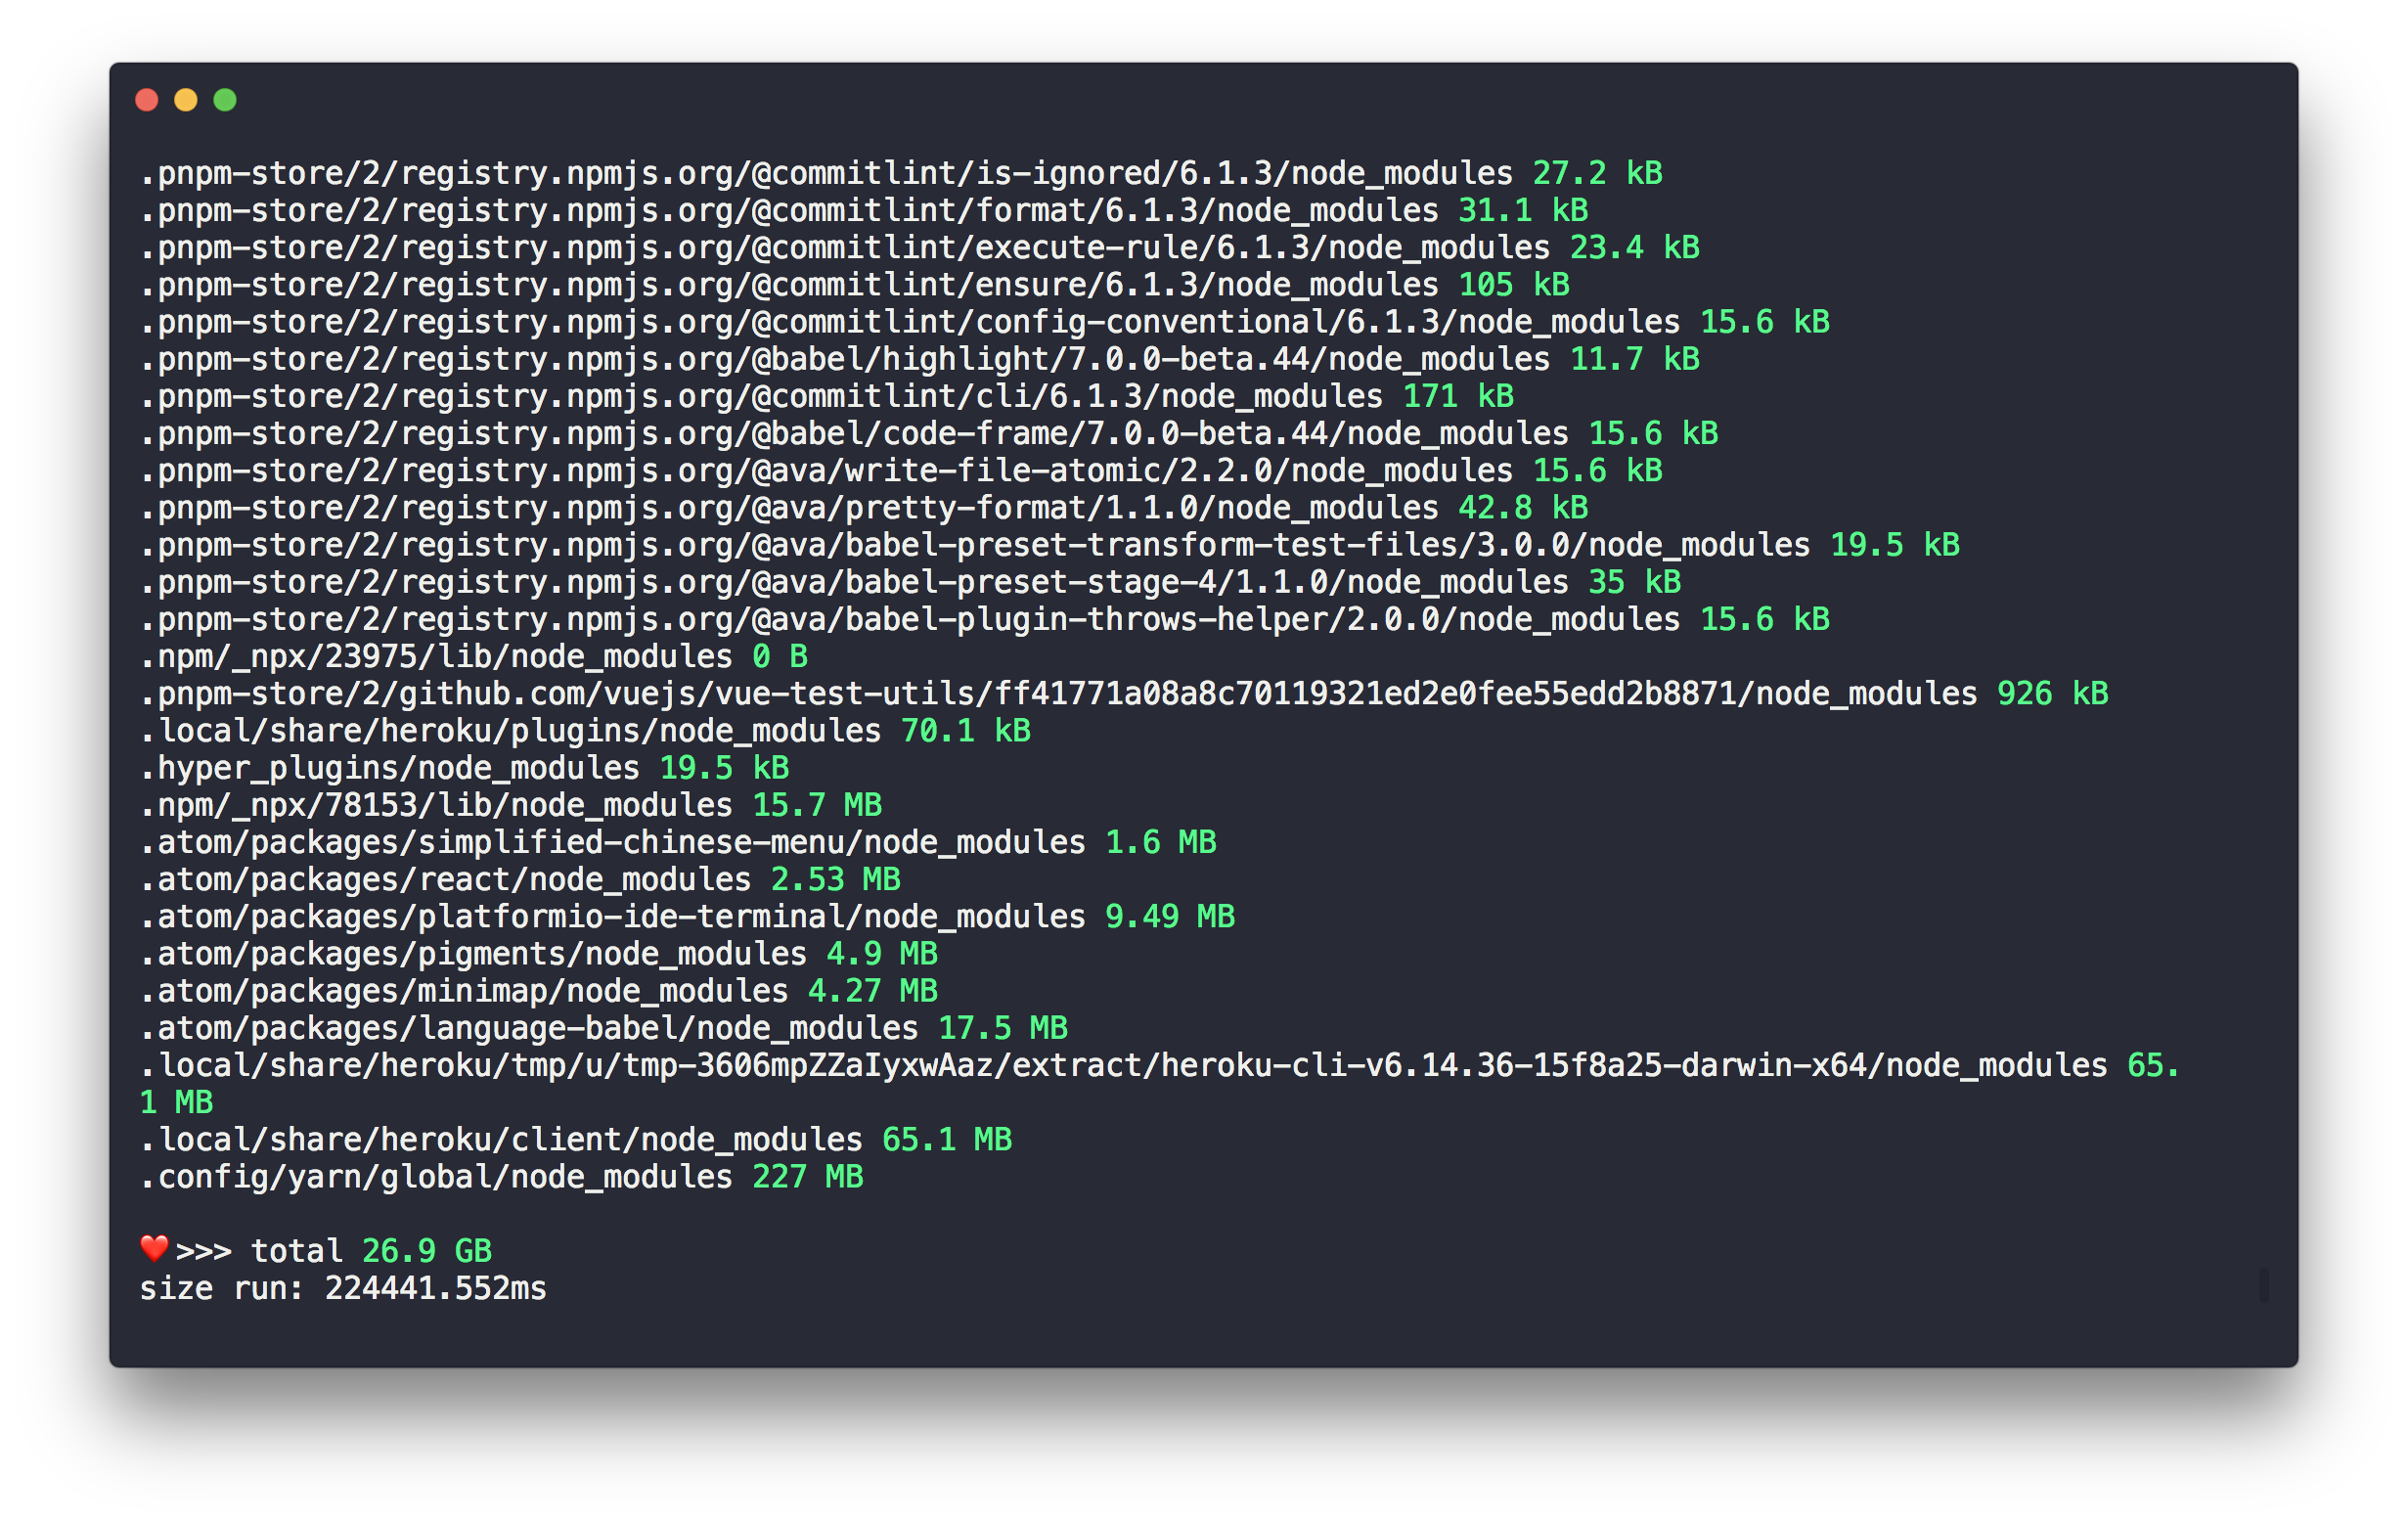 .pnpm-store/2/registry.npmjs.org/@commitlint/is-ignored/6.1.3/node_modules 27.2 kB
.pnpm-store/2/registry.npmjs.org/@commitlint/format/6.1.3/node_modules 31.1 kB
.pnpm-store/2/registry.npmjs.org/@commitlint/execute-rule/6.1.3/node_modules 23.4 kB
.pnpm-store/2/registry.npmjs.org/@commitlint/ensure/6.1.3/node_modules 105 kB
.pnpm-store/2/registry.npmjs.org/@commitlint/config-conventional/6.1.3/node_modules 15.6 kB
.pnpm-store/2/registry.npmjs.org/@babel/highlight/7.0.0-beta.44/node_modules 11.7 kB
.pnpm-store/2/registry.npmjs.org/@commitlint/cli/6.1.3/node_modules 171 kB
.pnpm-store/2/registry.npmjs.org/@babel/code-frame/7.0.0-beta.44/node_modules 15.6 kB
.pnpm-store/2/registry.npmjs.org/@ava/write-file-atomic/2.2.0/node_modules 15.6 kB
.pnpm-store/2/registry.npmjs.org/@ava/pretty-format/1.1.0/node_modules 42.8 kB
.pnpm-store/2/registry.npmjs.org/@ava/babel-preset-transform-test-files/3.0.0/node_modules 19.5 kB
.pnpm-store/2/registry.npmjs.org/@ava/babel-preset-stage-4/1.1.0/node_modules 35 kB
.pnpm-store/2/registry.npmjs.org/@ava/babel-plugin-throws-helper/2.0.0/node_modules 15.6 kB
.npm/_npx/23975/lib/node_modules 0 B
.pnpm-store/2/github.com/vuejs/vue-test-utils/ff41771a08a8c70119321ed2e0fee55edd2b8871/node_modules 926 kB
.local/share/heroku/plugins/node_modules 70.1 kB
.hyper_plugins/node_modules 19.5 kB
.npm/_npx/78153/lib/node_modules 15.7 MB
.atom/packages/simplified-chinese-menu/node_modules 1.6 MB
.atom/packages/react/node_modules 2.53 MB
.atom/packages/platformio-ide-terminal/node_modules 9.49 MB
.atom/packages/pigments/node_modules 4.9 MB
.atom/packages/minimap/node_modules 4.27 MB
.atom/packages/language-babel/node_modules 17.5 MB
.local/share/heroku/tmp/u/tmp-3606mpZZaIyxwAaz/extract/heroku-cli-v6.14.36-15f8a25-darwin-x64/node_modules 65.
1 MB
.local/share/heroku/client/node_modules 65.1 MB
.config/yarn/global/node_modules 227 MB
❤️>>> total 26.9 GB
size run: 224441.552ms